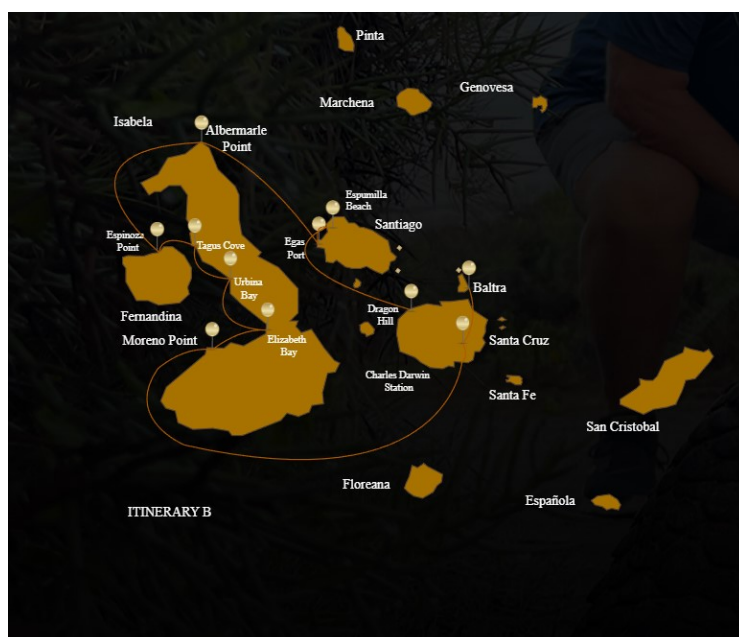 Pinta
Genovesa
Marchena
Isabela
Albermarle
Point
Espumilla
Beach
Santiago
Espinoza
Point
Tagus Cove
Egas
Port
Urbina
Bay
Baltra
Fernandina
Dragon
Hill
Moreno Point
Elizabeth
Bay
Santa Cruz
Charles Darwin
Station
Santa Fe
San Cristobal
Floreana
Española
ITINERARY B